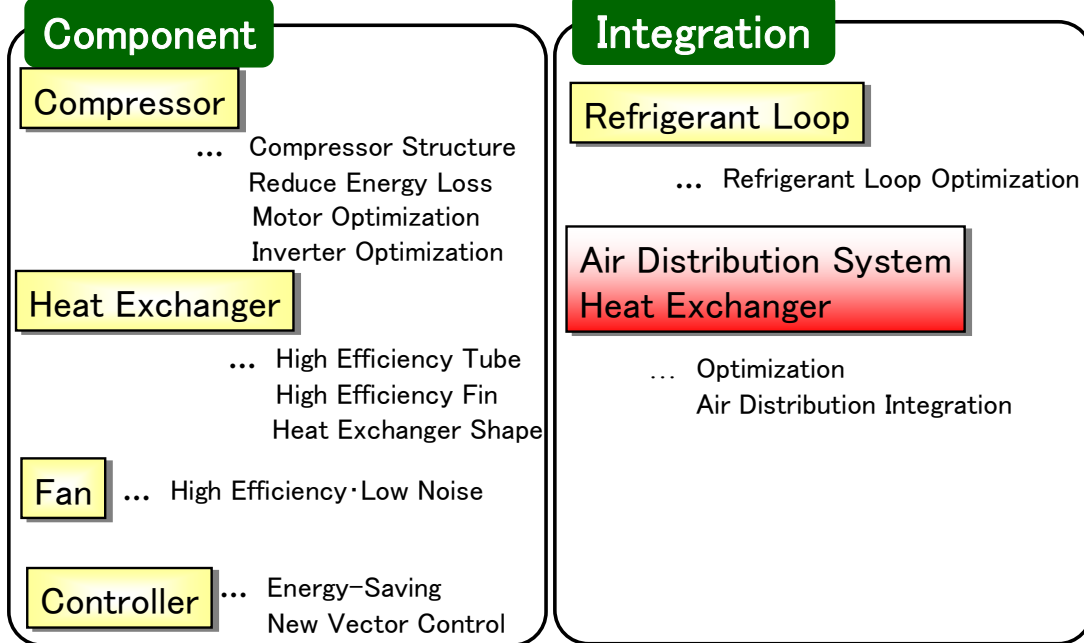 Component
Compressor
... Compressor Structure
Reduce Energy Loss
Motor Optimization
Inverter Optimization
Heat Exchanger
... High Efficiency Tube
High Efficiency Fin
Heat Exchanger Shape
Fan ... High Efficiency・Low Noise
Controller ... Energy-Saving
New Vector Control
Integration
Refrigerant Loop
... Refrigerant Loop Optimization
Air Distribution System
Heat Exchanger
... Optimization
Air Distribution Integration